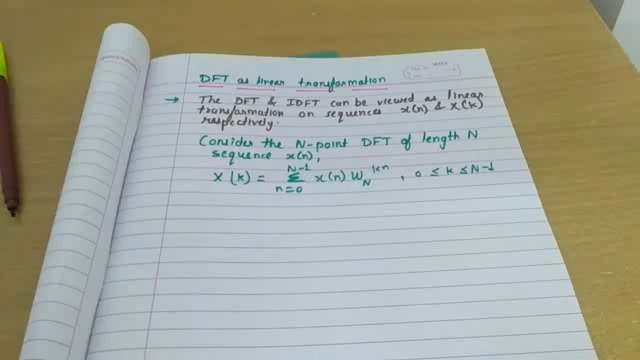 DFT as linear transformation
→ The DFT & IDFT can be viewed as linear
transformation on sequences x(n) & X(k)
respectively.
Consider the N-point DFT of length N
sequence x(n),
X(k) = Σ_{n=0}^{N-1} x(n) W_N^{kn} , 0 ≤ k ≤ N-1